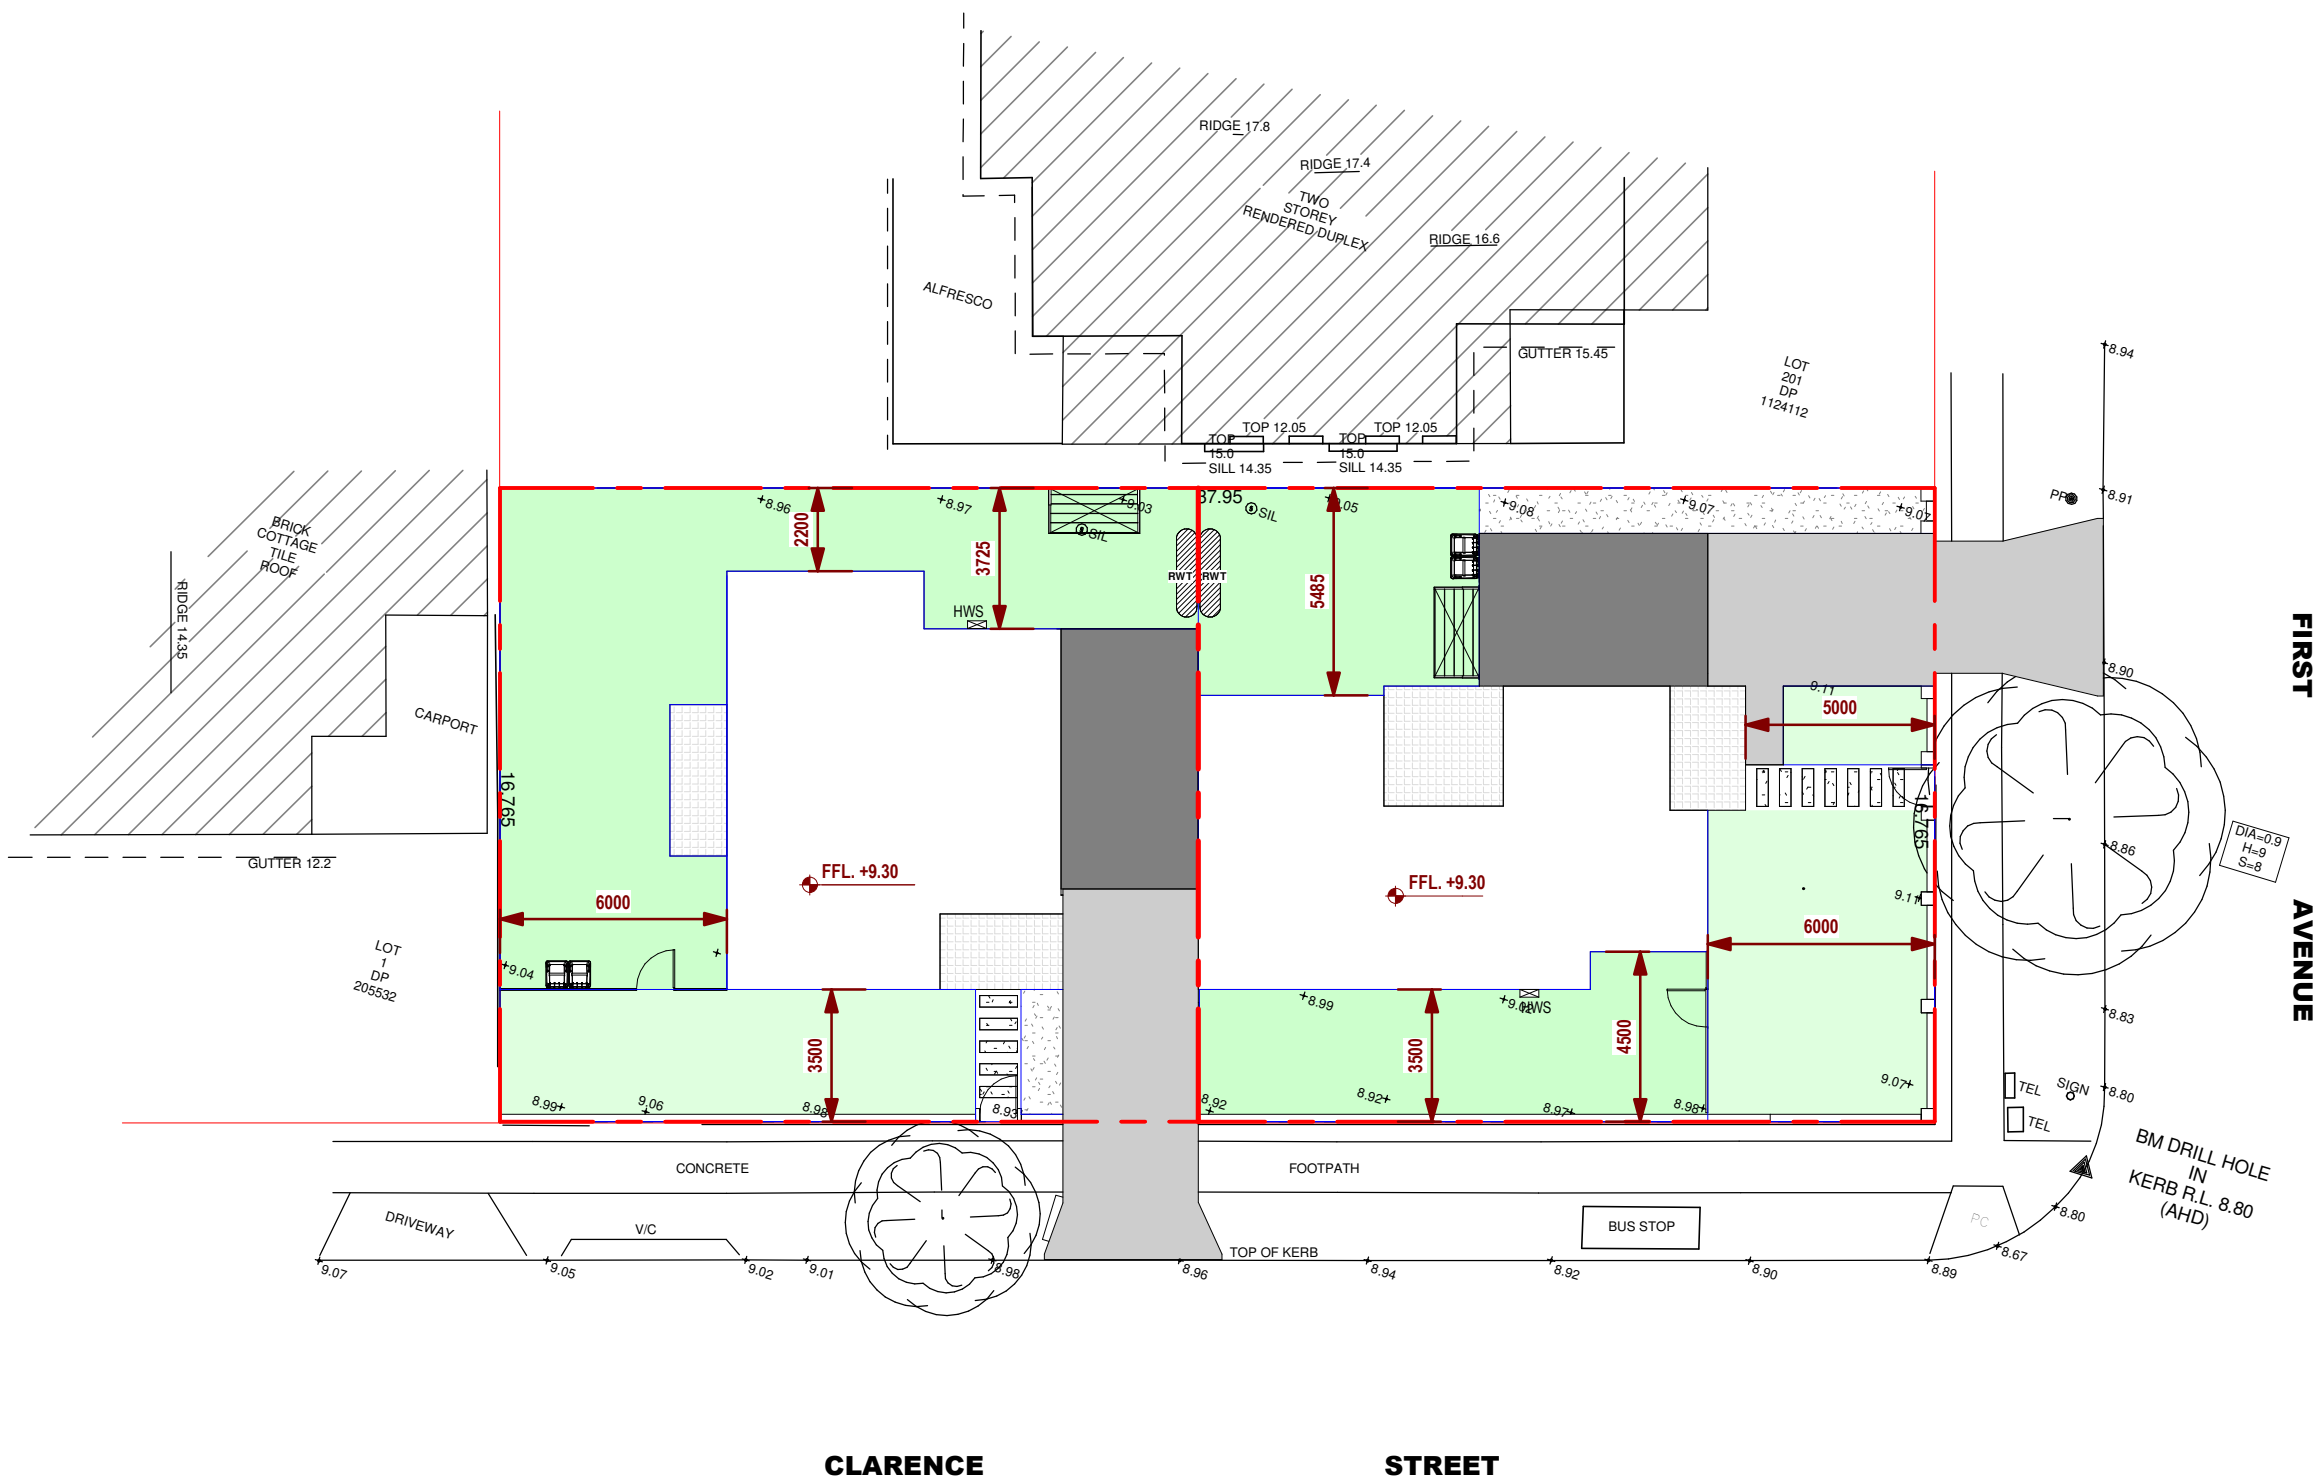 RIDGE 17.8
RIDGE 17.4
TWO
STOREY
RENDERED DUPLEX
RIDGE 16.6
ALFRESCO
GUTTER 15.45
LOT
201
DP
1124112
8.94
TOP 12.05
TOP 12.05
TOP
15.0
SILL 14.35
TOP
15.0
SILL 14.35
BRICK
COTTAGE
TILE
ROOF
RIDGE 14.35
CARPORT
GUTTER 12.2
LOT
1
DP
205532
8.96
8.97
9.03
37.95
9.05
9.08
9.07
9.07
8.91
2200
3725
5485
SIL
SIL
RWT
RWT
HWS
8.90
9.11
5000
16.765
16.765
FIRST
AVENUE
DIA=0.9
H=9
S=8
8.86
FFL. +9.30
FFL. +9.30
6000
6000
9.11
9.04
8.99
HWS
3500
3500
4500
8.83
8.99
9.06
8.98
8.93
8.92
8.92
8.97
8.98
9.07
TEL
TEL
SIGN
8.80
BM DRILL HOLE
IN
KERB R.L. 8.80
(AHD)
CONCRETE
FOOTPATH
DRIVEWAY
V/C
BUS STOP
PC
8.80
8.67
TOP OF KERB
9.07
9.05
9.02
9.01
8.98
8.96
8.94
8.92
8.90
8.89
CLARENCE
STREET